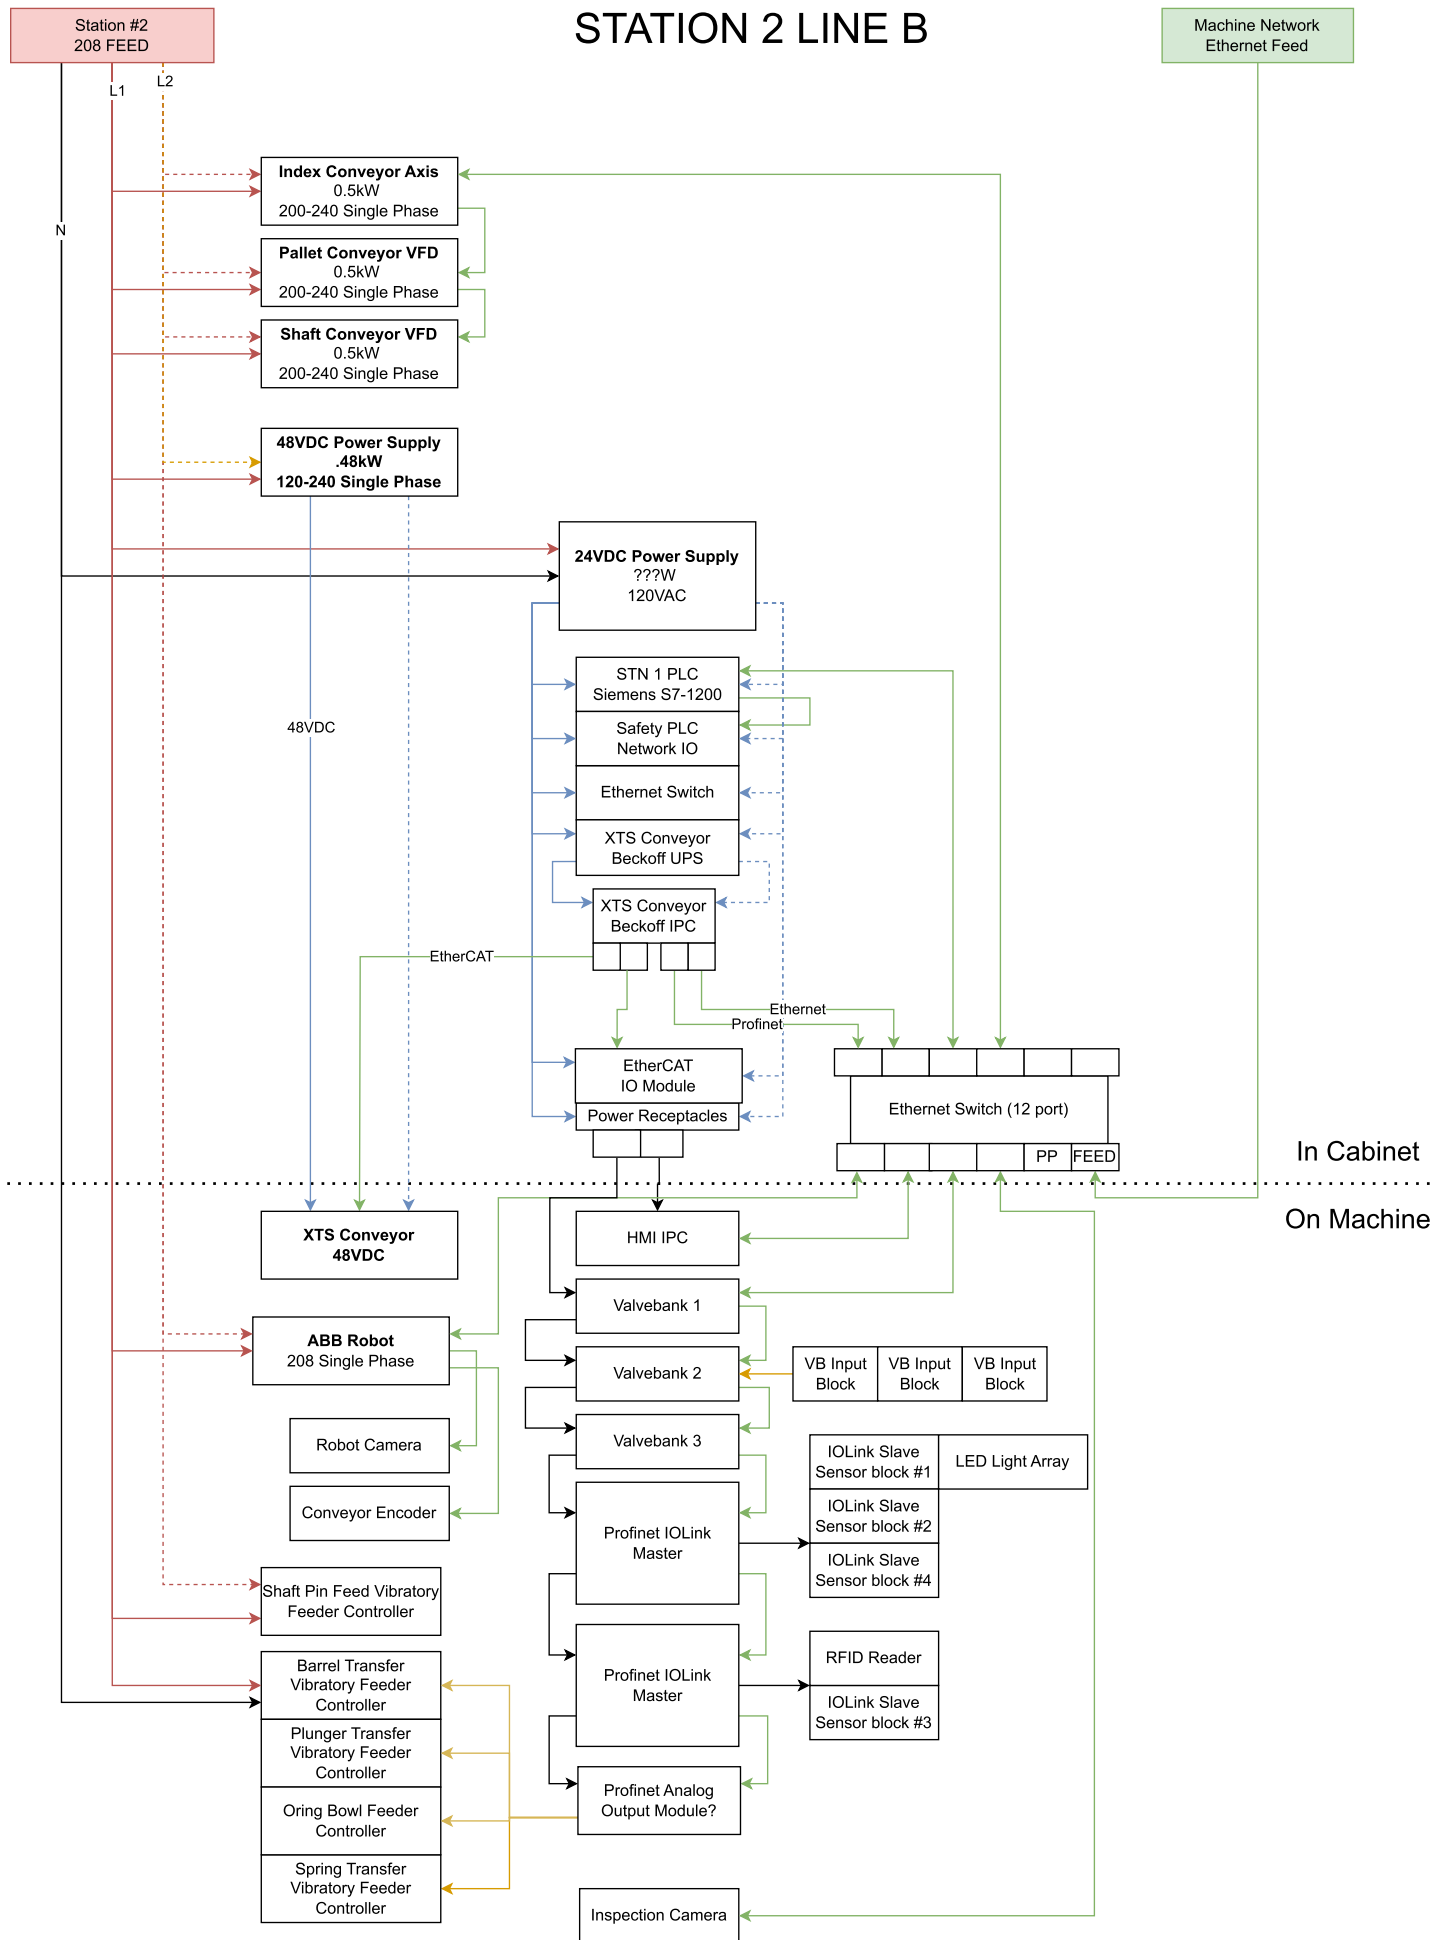 STATION 2 LINE B
Station #2
208 FEED
Machine Network
Ethernet Feed
L2
L1
Index Conveyor Axis
0.5kW
200-240 Single Phase
N
Pallet Conveyor VFD
0.5kW
200-240 Single Phase
Shaft Conveyor VFD
0.5kW
200-240 Single Phase
48VDC Power Supply
.48kW
120-240 Single Phase
24VDC Power Supply
???W
120VAC
STN 1 PLC
Siemens S7-1200
48VDC
Safety PLC
Network IO
Ethernet Switch
XTS Conveyor
Beckoff UPS
XTS Conveyor
Beckoff IPC
EtherCAT
Ethernet
Profinet
EtherCAT
IO Module
Power Receptacles
Ethernet Switch (12 port)
PP
FEED
In Cabinet
On Machine
XTS Conveyor
48VDC
HMI IPC
Valvebank 1
ABB Robot
208 Single Phase
Valvebank 2
VB Input
Block
VB Input
Block
VB Input
Block
Robot Camera
Valvebank 3
IOLink Slave
Sensor block #1
LED Light Array
Conveyor Encoder
IOLink Slave
Sensor block #2
Profinet IOLink
Master
IOLink Slave
Sensor block #4
Shaft Pin Feed Vibratory
Feeder Controller
Barrel Transfer
Vibratory Feeder
Controller
Profinet IOLink
Master
RFID Reader
IOLink Slave
Sensor block #3
Plunger Transfer
Vibratory Feeder
Controller
Profinet Analog
Output Module?
Oring Bowl Feeder
Controller
Spring Transfer
Vibratory Feeder
Controller
Inspection Camera